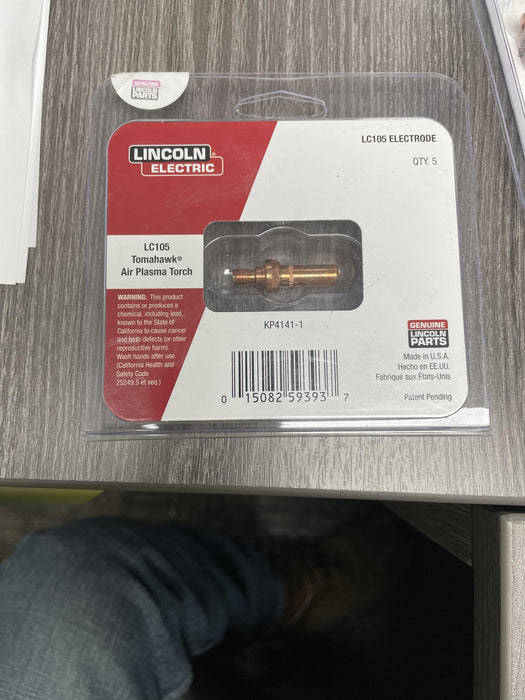 GENUINE
LINCOLN
PARTS
LINCOLN®
ELECTRIC
LC105 ELECTRODE
QTY. 5
LC105
Tomahawk®
Air Plasma Torch
WARNING: This product
contains or produces a
chemical, including lead,
known to the State of
California to cause cancer
and birth defects (or other
reproductive harm).
Wash hands after use.
(California Health and
Safety Code
25249.5 et seq.)
KP4141-1
0 15082 59393 7
GENUINE
LINCOLN
PARTS
Made in U.S.A.
Hecho en EE.UU.
Fabriqué aux États-Unis
Patent Pending